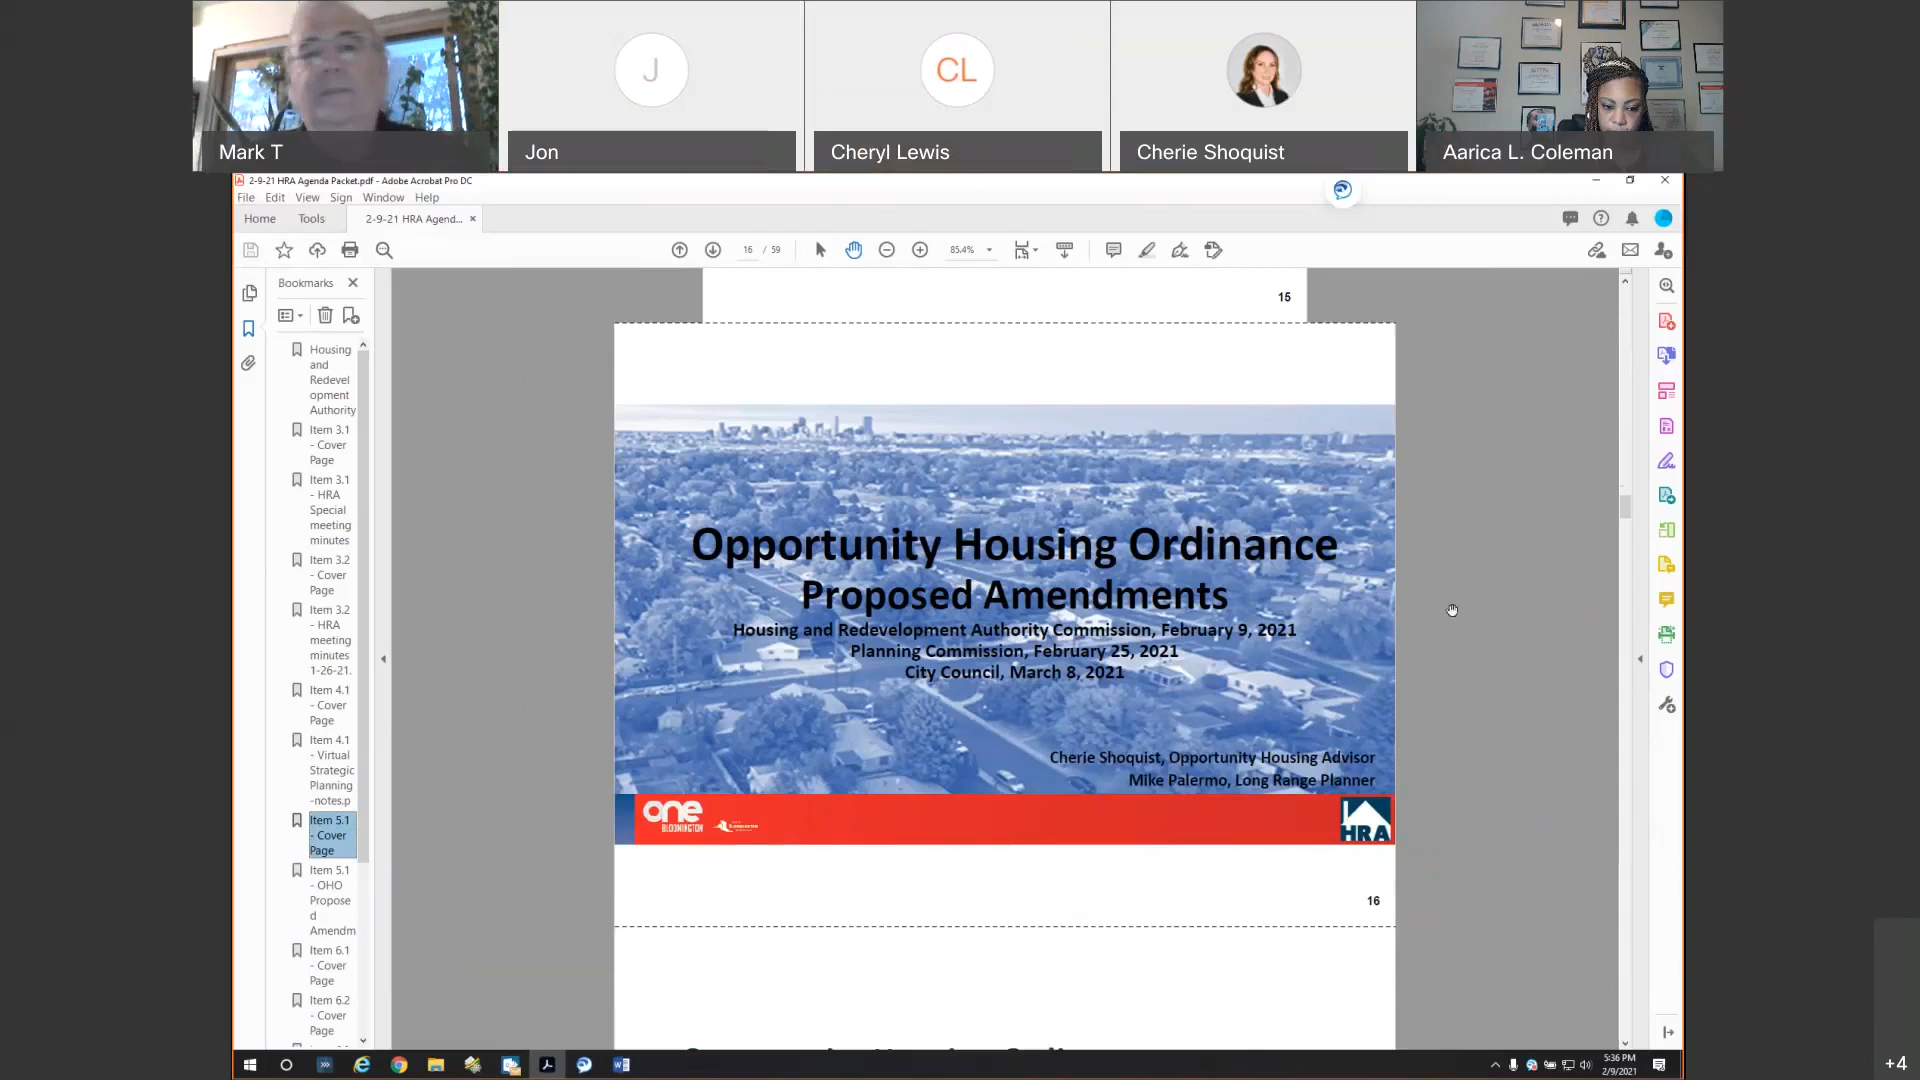 Mark T
J
Jon
CL
Cheryl Lewis
Cherie Shoquist
Aarica L. Coleman
2-9-21 HRA Agenda Packet.pdf - Adobe Acrobat Pro DC
File Edit View Sign Window Help
Home Tools 2-9-21 HRA Agend... ×
16 / 59
85.4%
Bookmarks
Housing
and
Redevel
opment
Authority
Item 3.1
- Cover
Page
Item 3.1
- HRA
Special
meeting
minutes
Item 3.2
- Cover
Page
Item 3.2
- HRA
meeting
minutes
1-26-21.
Item 4.1
- Cover
Page
Item 4.1
- Virtual
Strategic
Planning
-notes.p
Item 5.1
- Cover
Page
Item 5.1
- OHO
Propose
d
Amendm
Item 6.1
- Cover
Page
Item 6.2
- Cover
Page
15
Opportunity Housing Ordinance
Proposed Amendments
Housing and Redevelopment Authority Commission, February 9, 2021
Planning Commission, February 25, 2021
City Council, March 8, 2021
Cherie Shoquist, Opportunity Housing Advisor
Mike Palermo, Long Range Planner
one
BLOOMINGTON
HRA
16
5:36 PM
2/9/2021
+4